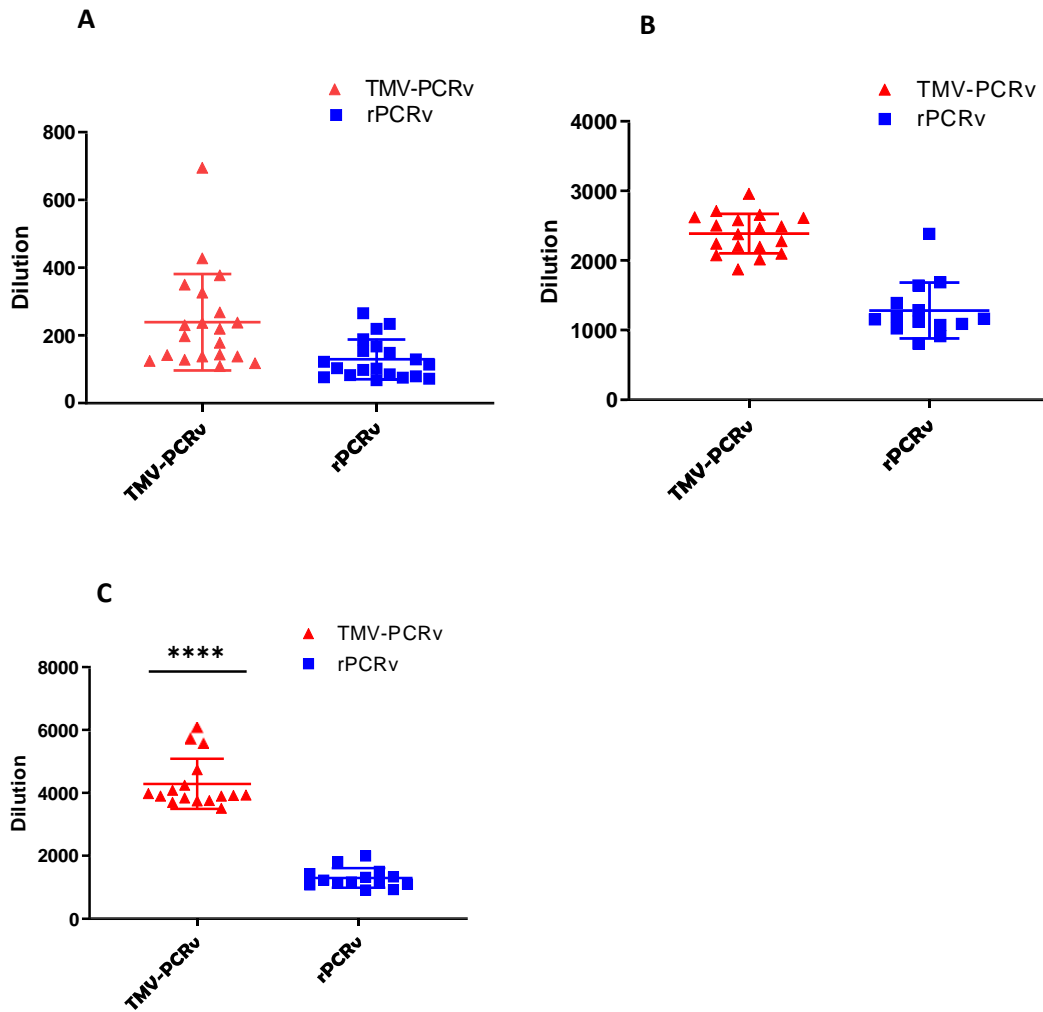 A
TMV-PCRv
rPCRv
Dilution
800
600
400
200
0
TMV-PCRv
rPCRv
B
TMV-PCRv
rPCRv
Dilution
4000
3000
2000
1000
0
TMV-PCRv
rPCRv
C
TMV-PCRv
rPCRv
****
Dilution
8000
6000
4000
2000
0
TMV-PCRv
rPCRv